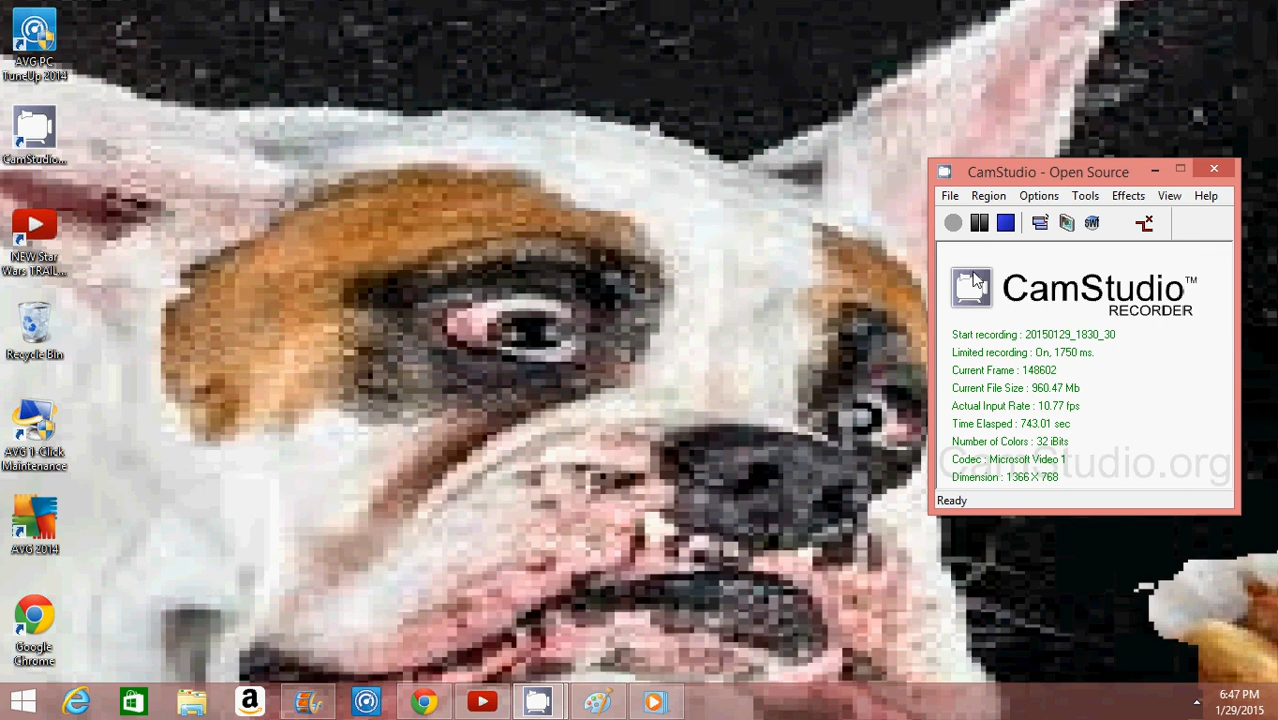 AVG PC
TuneUp 2014
CamStudio...
NEW Star
Wars TRAIL...
Recycle Bin
AVG 1-Click
Maintenance
AVG 2014
Google
Chrome
CamStudio - Open Source
File Region Options Tools Effects View Help
SWF
CamStudio™
RECORDER
Start recording : 20150129_1830_30
Limited recording : On, 1750 ms.
Current Frame : 148602
Current File Size : 960.47 Mb
Actual Input Rate : 10.77 fps
Time Elasped : 743.01 sec
Number of Colors : 32 iBits
Codec : Microsoft Video 1
CamStudio.org
Dimension : 1366 X 768
Ready
6:47 PM
1/29/2015